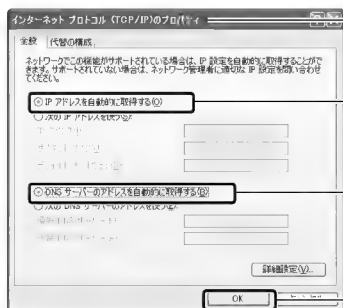 インターネット プロトコル (TCP/IP)のプロパティ
全般 代替の構成
ネットワークでこの機能がサポートされている場合は、IP 設定を自動的に取得することがで
きます。サポートされていない場合は、ネットワーク管理者に適切な IP 設定を問い合わせ
てください。
IP アドレスを自動的に取得する(O)
次の IP アドレスを使う(S):
DNS サーバーのアドレスを自動的に取得する(B)
次の DNS サーバーのアドレスを使う(E):
詳細設定(V)...
OK